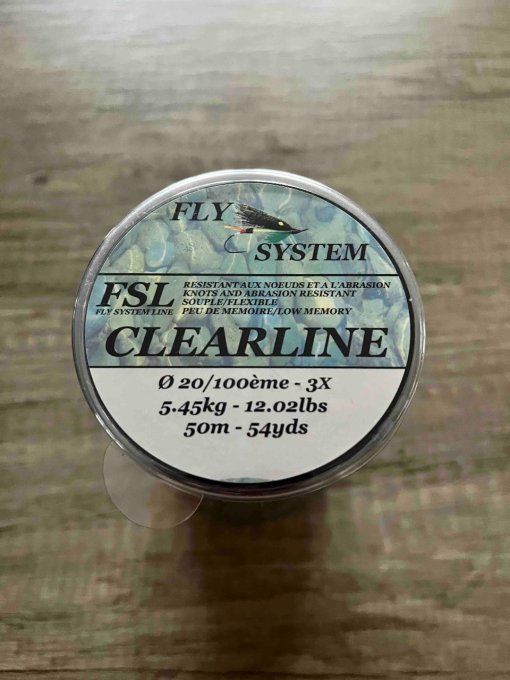 FLY
SYSTEM
FSL
FLY SYSTEM LINE
RESISTANT AUX NOEUDS ET A L'ABRASION
KNOTS AND ABRASION RESISTANT
SOUPLE/FLEXIBLE
PEU DE MEMOIRE/LOW MEMORY
CLEARLINE
Ø 20/100ème - 3X
5.45kg - 12.02lbs
50m - 54yds